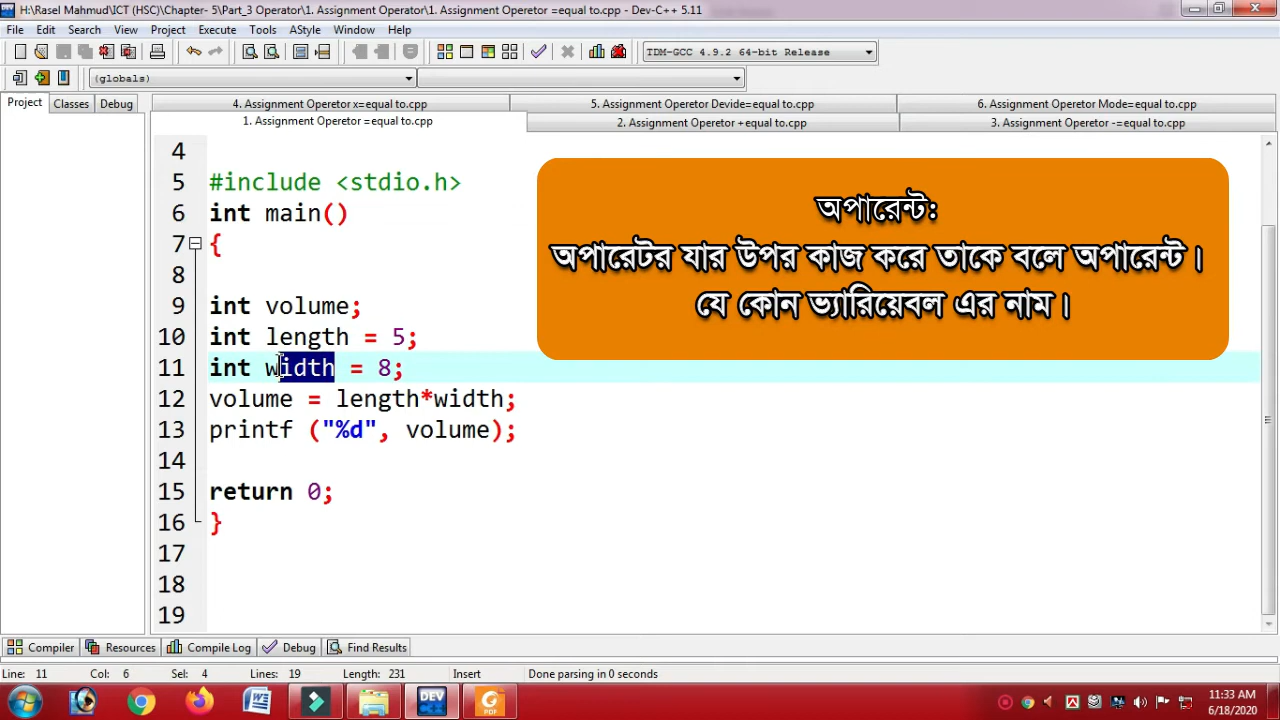 H:\Rasel Mahmud\ICT (HSC)\Chapter- 5\Part_3 Operator\1. Assignment Operetor\1. Assignment Operetor =equal to.cpp - Dev-C++ 5.11
File Edit Search View Project Execute Tools AStyle Window Help
TDM-GCC 4.9.2 64-bit Release
(globals)
Project Classes Debug
4. Assignment Operetor x=equal to.cpp 5. Assignment Operetor Devide=equal to.cpp 6. Assignment Operetor Mode=equal to.cpp
1. Assignment Operetor =equal to.cpp 2. Assignment Operetor +equal to.cpp 3. Assignment Operetor -=equal to.cpp
4
5 #include <stdio.h>
6 int main()
7 {
8
9 int volume;
10 int length = 5;
11 int width = 8;
12 volume = length*width;
13 printf ("%d", volume);
14
15 return 0;
16 }
17
18
19
অপারেন্ট:
অপারেটর যার উপর কাজ করে তাকে বলে অপারেন্ট।
যে কোন ভ্যারিয়েবল এর নাম।
Compiler Resources Compile Log Debug Find Results
Line: 11 Col: 6 Sel: 4 Lines: 19 Length: 231 Insert Done parsing in 0 seconds
DEV
PDF
11:33 AM
6/18/2020